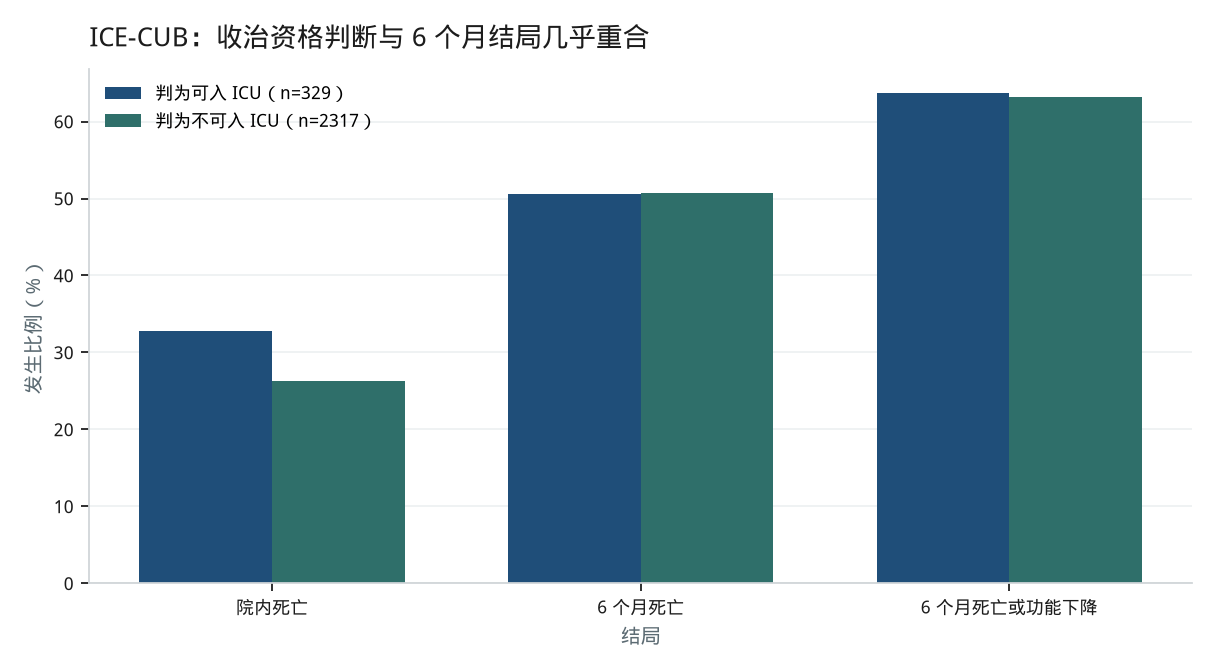 ICE-CUB：收治资格判断与 6 个月结局几乎重合
判为可入 ICU（n=329）
判为不可入 ICU（n=2317）
60
50
40
30
20
10
0
发生比例（%）
院内死亡
6 个月死亡
6 个月死亡或功能下降
结局